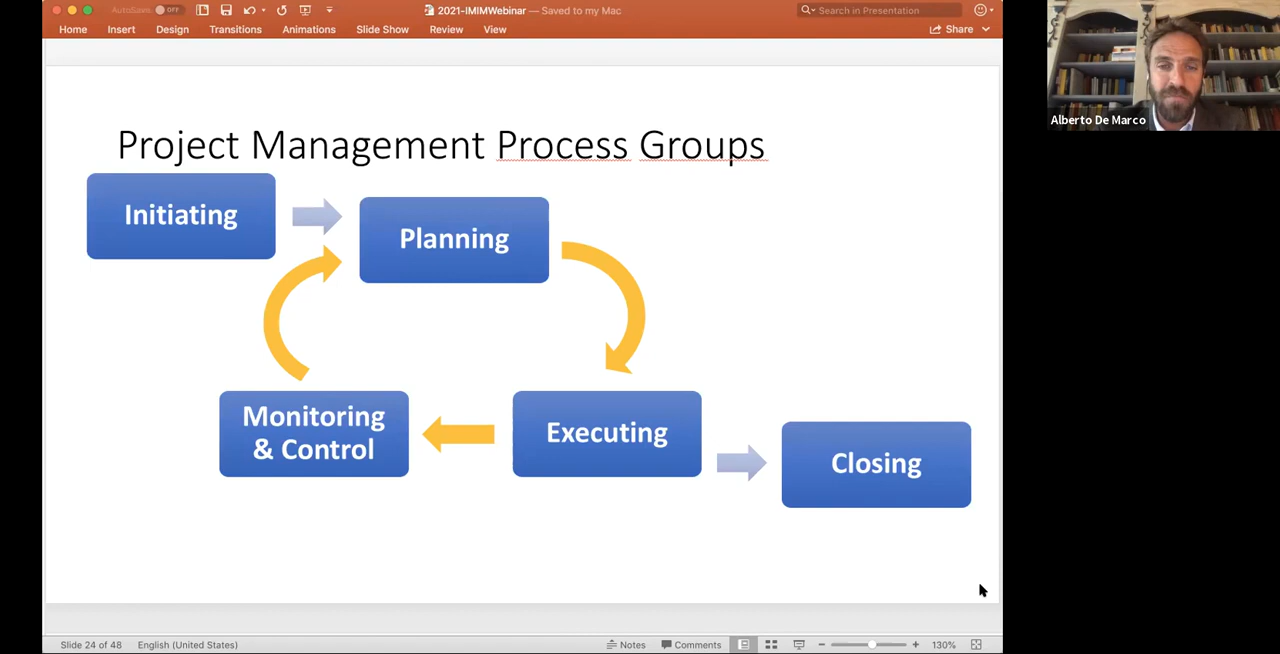 AutoSave OFF
2021-IMIMWebinar — Saved to my Mac
Search in Presentation
Home Insert Design Transitions Animations Slide Show Review View
Share
Project Management Process Groups
Initiating
Planning
Monitoring
& Control
Executing
Closing
Alberto De Marco
Slide 24 of 48 English (United States)
Notes Comments 130%